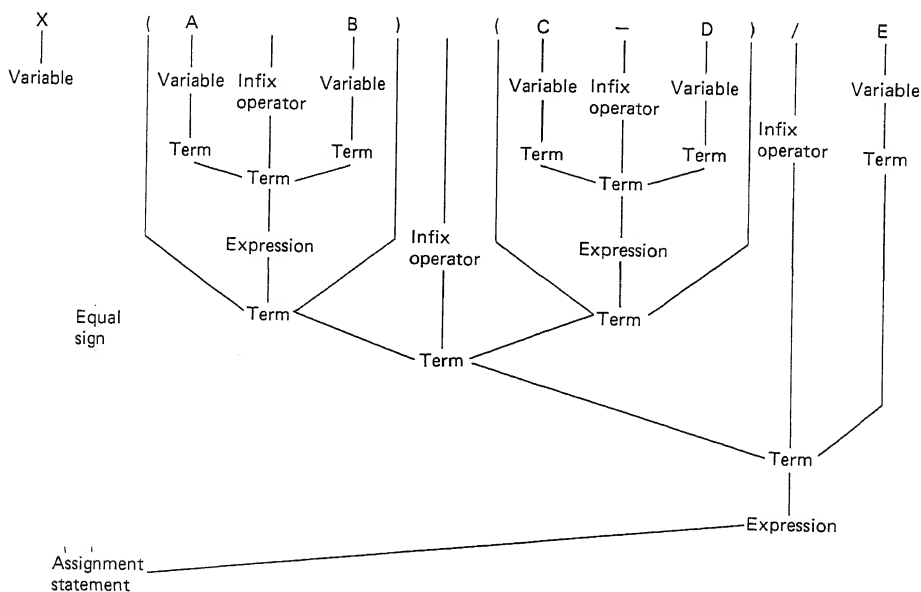 X ( A B ) ( C – D ) / E
Variable Variable Infix operator Variable Variable Infix operator Variable Infix operator Variable
Term Term Term Term Term
Term Term
Expression Infix operator Expression
Equal sign Term Term
Term
Term
Expression
Assignment statement